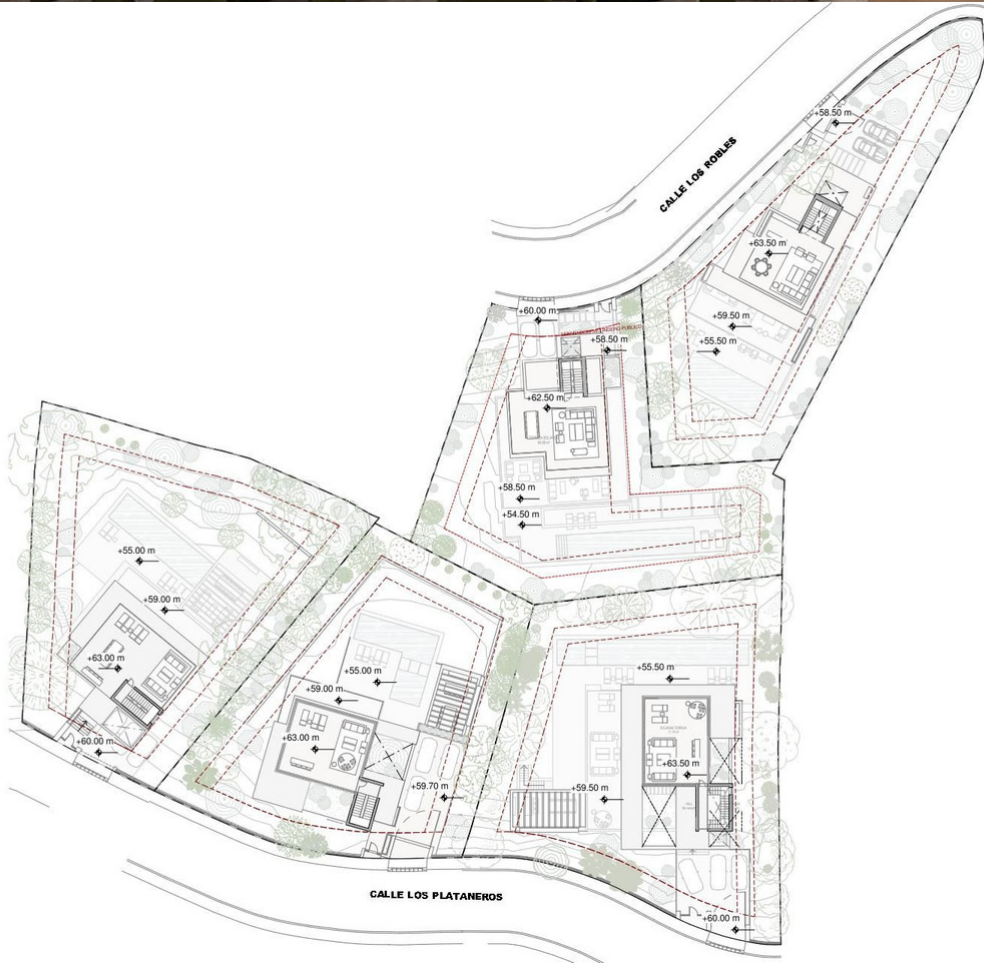 CALLE LOS ROBLES
+58.50 m
+63.50 m
+59.50 m
+55.50 m
+60.00 m
+58.50 m
+62.50 m
+58.50 m
+54.50 m
+55.00 m
+59.00 m
+63.00 m
+60.00 m
+55.00 m
+59.00 m
+63.00 m
+59.70 m
+55.50 m
+63.50 m
+59.50 m
+60.00 m
CALLE LOS PLATANEROS